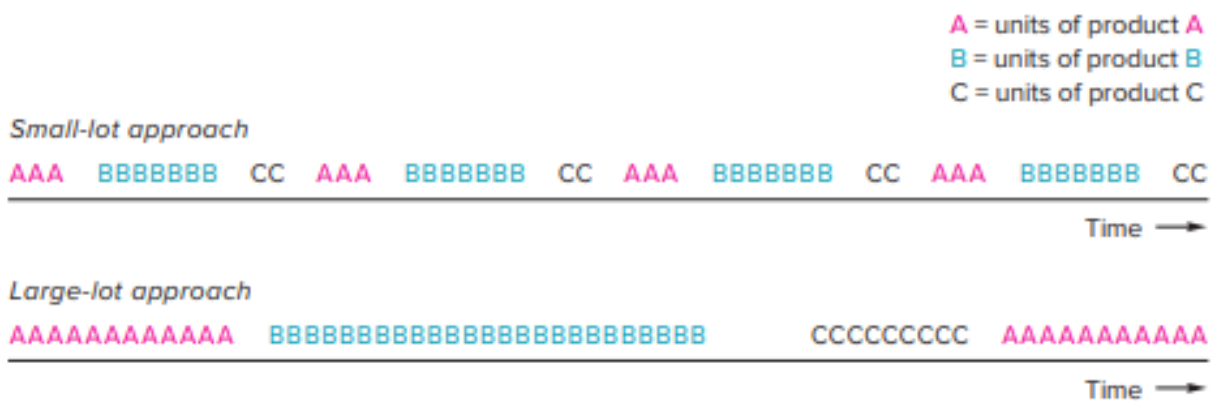 A = units of product A
B = units of product B
C = units of product C
Small-lot approach
AAA BBBBBBB CC AAA BBBBBBB CC AAA BBBBBBB CC AAA BBBBBBB CC
Time
Large-lot approach
AAAAAAAAAAAA BBBBBBBBBBBBBBBBBBBBBBBBB CCCCCCCCC AAAAAAAAAAA
Time